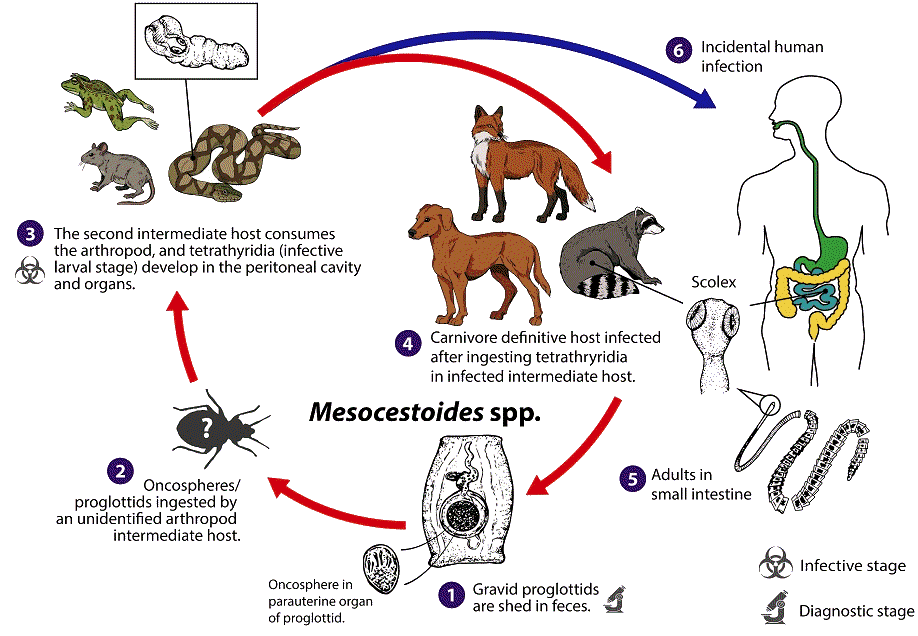 6 Incidental human
infection
3 The second intermediate host consumes
the arthropod, and tetrathyridia (infective
larval stage) develop in the peritoneal cavity
and organs.
Scolex
4 Carnivore definitive host infected
after ingesting tetrathryridia
in infected intermediate host.
Mesocestoides spp.
?
2 Oncospheres/
proglottids ingested by
an unidentified arthropod
intermediate host.
5 Adults in
small intestine
Oncosphere in
parauterine organ
of proglottid.
1 Gravid proglottids
are shed in feces.
Infective stage
Diagnostic stage